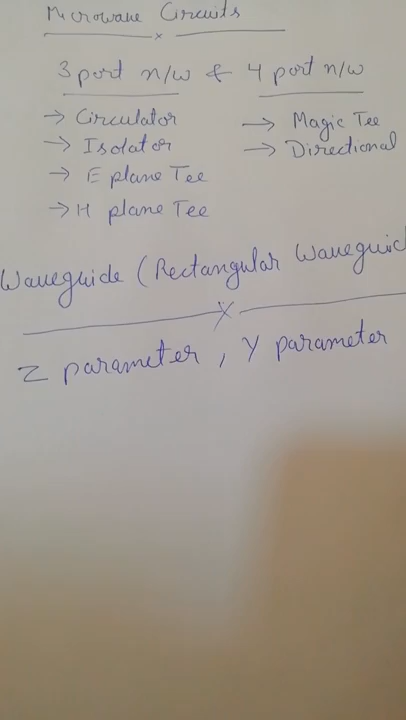 Microwave Circuits
3 port n/w & 4 port n/w
→ Circulator
→ Isolator
→ E plane Tee
→ H plane Tee
→ Magic Tee
→ Directional
Waveguide (Rectangular Waveguid
Z parameter, Y parameter